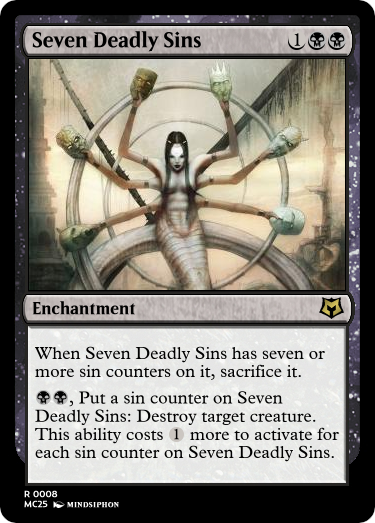 Seven Deadly Sins 1
Enchantment
When Seven Deadly Sins has seven or
more sin counters on it, sacrifice it.
, Put a sin counter on Seven
Deadly Sins: Destroy target creature.
This ability costs 1 more to activate for
each sin counter on Seven Deadly Sins.
R 0008
MC25 MINDSIPHON